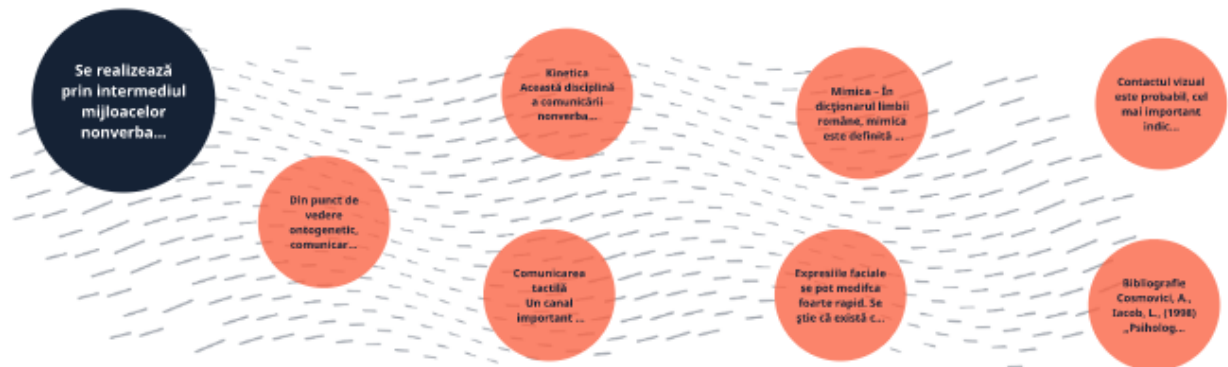 Se realizează
prin intermediul
mijloacelor
nonverba...
Din punct de
vedere
ontogenetic,
comunicar...
Kinetica
Această disciplină
a comunicării
nonverba...
Comunicarea
tactilă
Un canal
important ...
Mimica - În
dicționarul limbii
române, mimica
este definită ...
Expresiile faciale
se pot modifca
foarte rapid. Se
știe că există c...
Contactul vizual
este probabil, cel
mai important
indic...
Bibliografie
Cosmovici, A.,
Iacob, L., (1998)
„Psiholog...